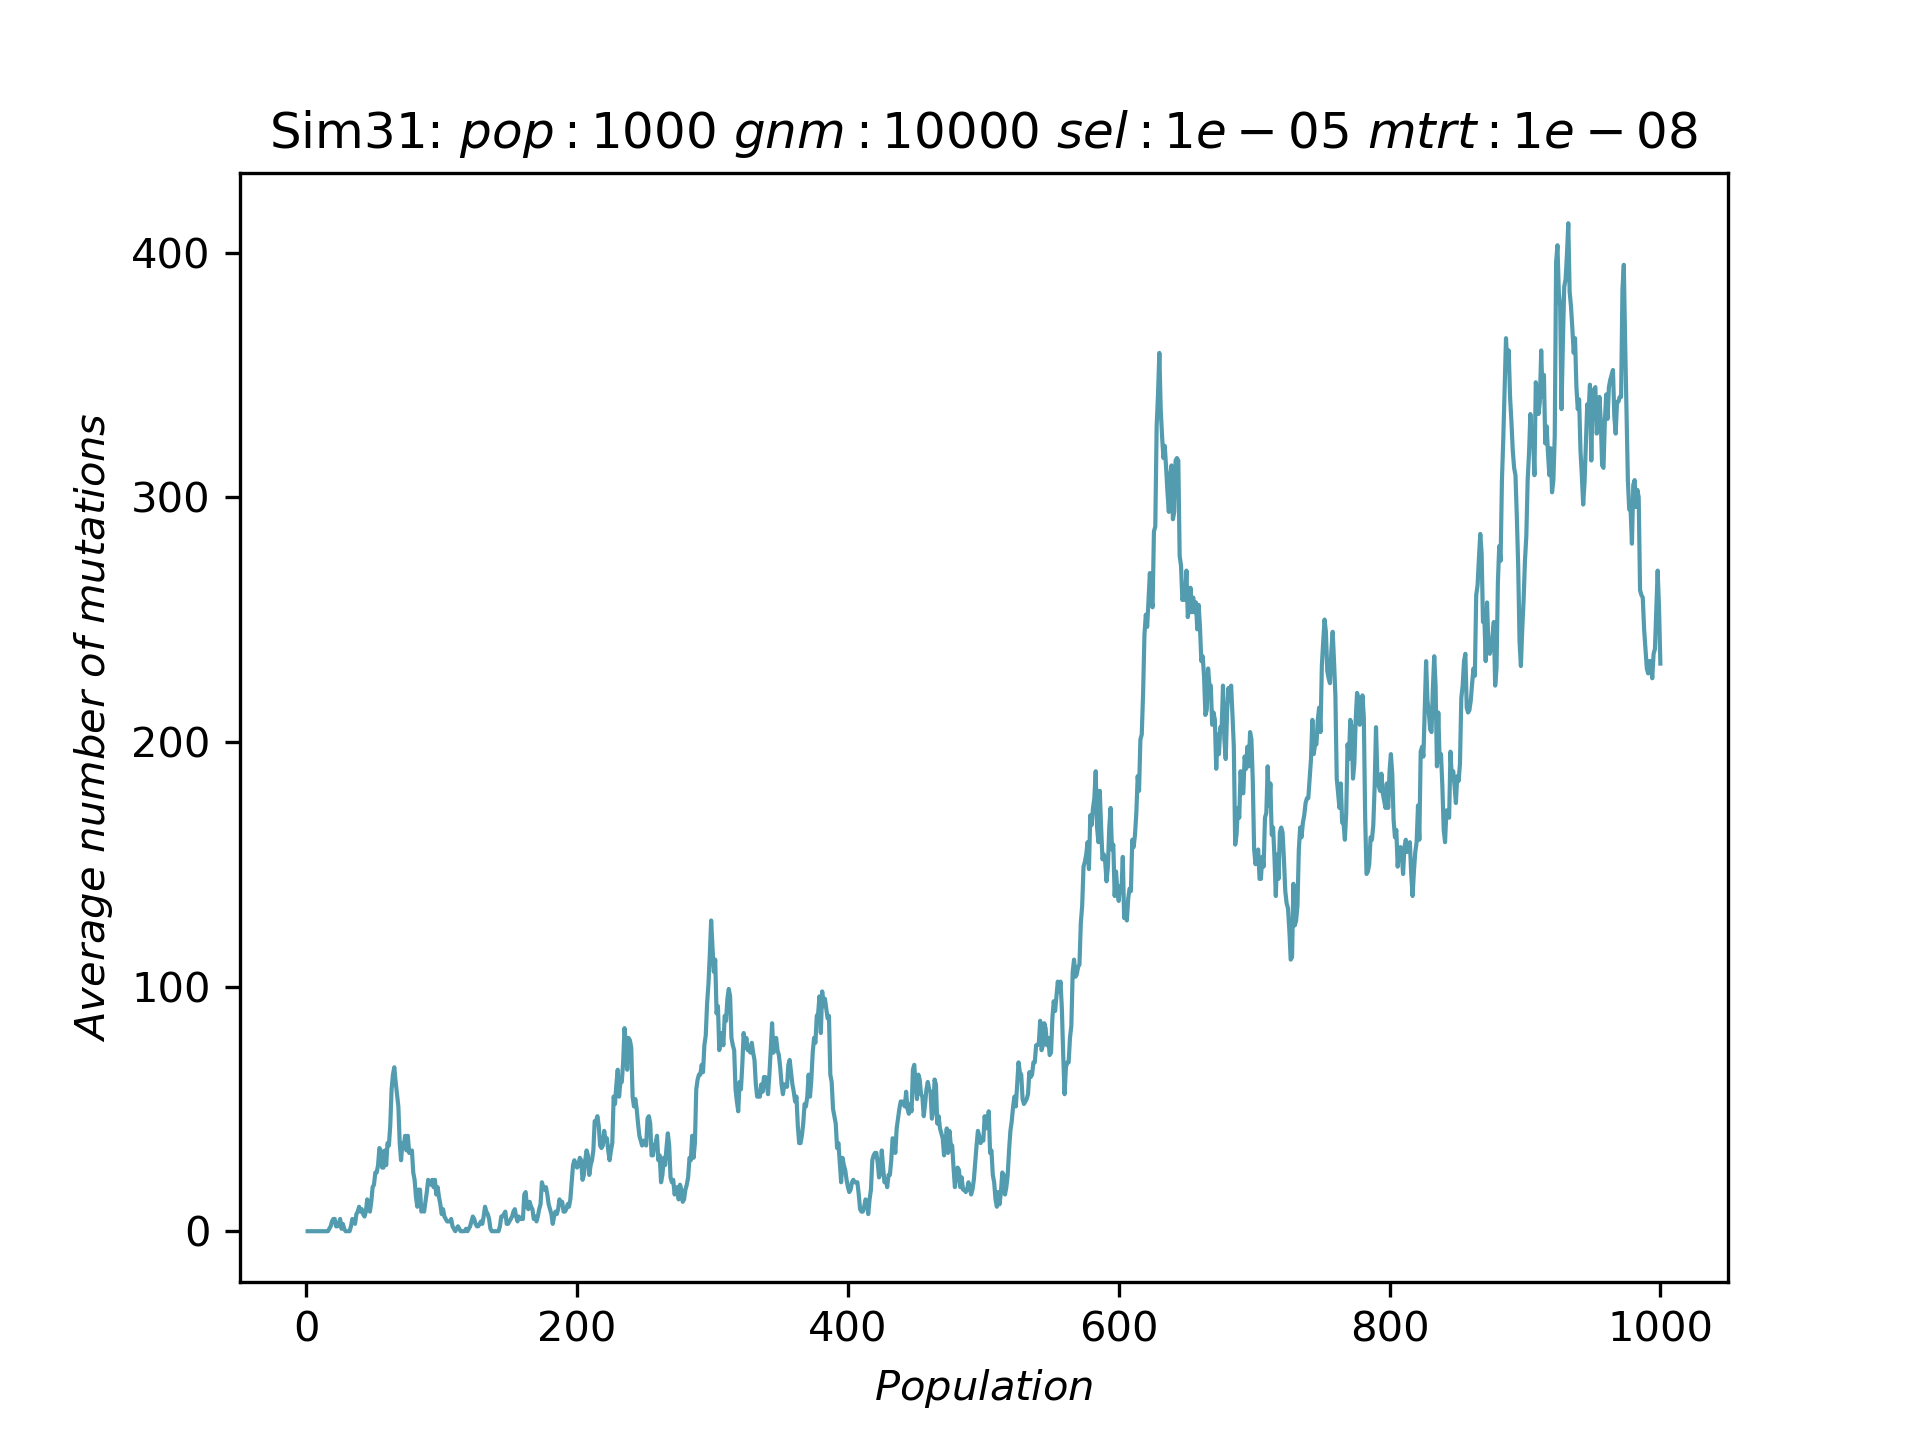 Sim31: pop : 1000 gnm : 10000 sel : 1e − 05 mtrt : 1e − 08
Average number of mutations
400
300
200
100
0
0 200 400 600 800 1000
Population